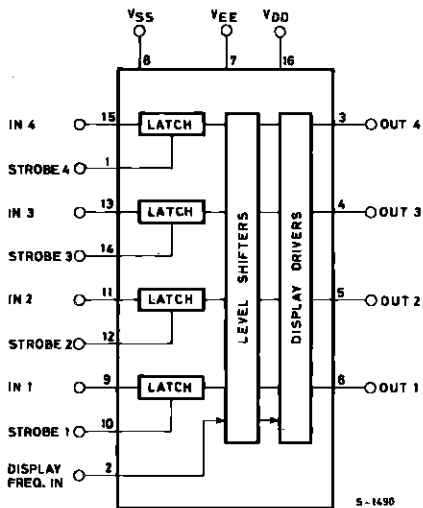 VSS VEE VDD
8 7 16
IN 4 15 LATCH 3 OUT 4
STROBE 4 1
IN 3 13 LATCH 4 OUT 3
STROBE 3 14
IN 2 11 LATCH 5 OUT 2
STROBE 2 12
IN 1 9 LATCH 6 OUT 1
STROBE 1 10
DISPLAY
FREQ. IN 2
LEVEL SHIFTERS
DISPLAY DRIVERS
S-1490